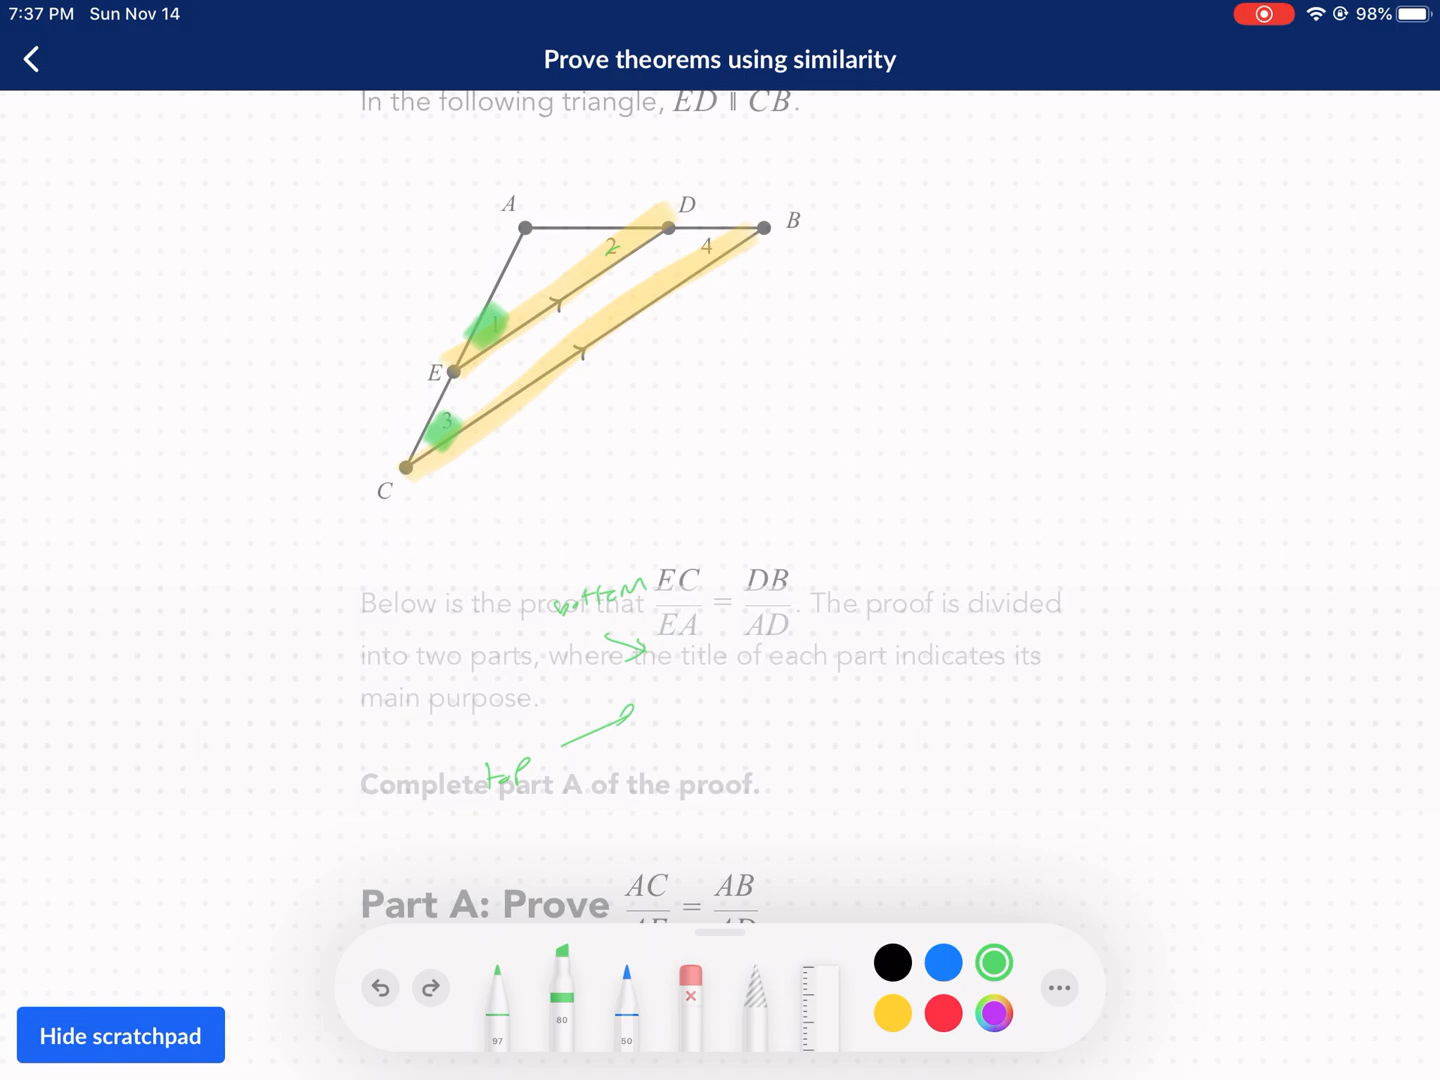 7:37 PM Sun Nov 14 98%
Prove theorems using similarity
In the following triangle, ED ∥ CB.
A
D
B
2
4
1
E
3
C
bottom
Below is the proof that EC/EA = DB/AD. The proof is divided
into two parts, where the title of each part indicates its
main purpose.
top
Complete part A of the proof.
Part A: Prove AC/AE = AB/AD
97
80
50
Hide scratchpad